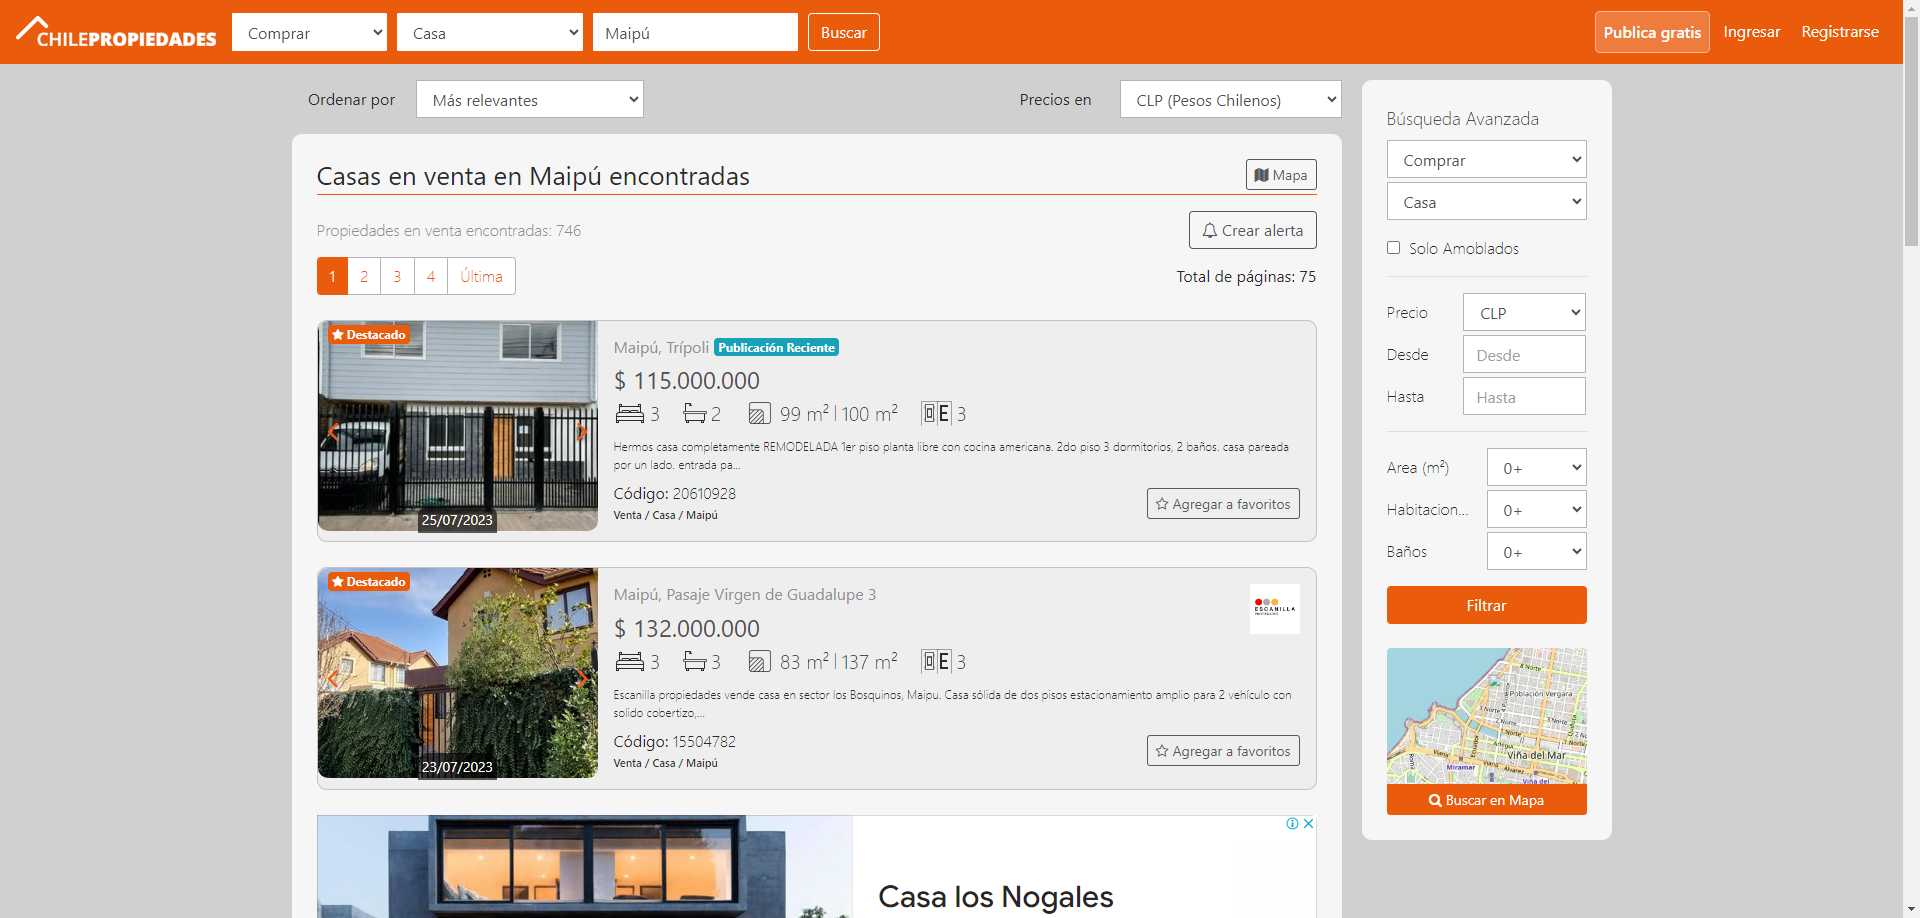 CHILEPROPIEDADES
Comprar
Casa
Maipú
Buscar
Publica gratis
Ingresar
Registrarse
Ordenar por
Más relevantes
Precios en
CLP (Pesos Chilenos)
Casas en venta en Maipú encontradas
Mapa
Propiedades en venta encontradas: 746
Crear alerta
1
2
3
4
Última
Total de páginas: 75
Destacado
25/07/2023
Maipú, Trípoli
Publicación Reciente
$ 115.000.000
3
2
99 m² | 100 m²
E 3
Hermos casa completamente REMODELADA 1er piso planta libre con cocina americana. 2do piso 3 dormitorios, 2 baños. casa pareada
por un lado. entrada pa...
Código: 20610928
Venta / Casa / Maipú
Agregar a favoritos
Destacado
23/07/2023
Maipú, Pasaje Virgen de Guadalupe 3
ESCANILLA
$ 132.000.000
3
3
83 m² | 137 m²
E 3
Escanilla propiedades vende casa en sector los Bosquinos, Maipu. Casa sólida de dos pisos estacionamiento amplio para 2 vehículo con
solido cobertizo,...
Código: 15504782
Venta / Casa / Maipú
Agregar a favoritos
Casa los Nogales
Búsqueda Avanzada
Comprar
Casa
Solo Amoblados
Precio
CLP
Desde
Desde
Hasta
Hasta
Area (m²)
0+
Habitacion...
0+
Baños
0+
Filtrar
8 Norte
Población Vergara
Viña del Mar
Miramar
Viña del
Buscar en Mapa